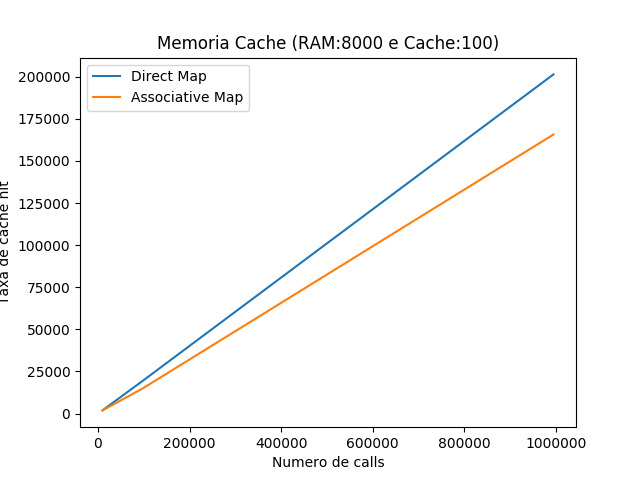 Memoria Cache (RAM:8000 e Cache:100)
Direct Map
Associative Map
200000
175000
150000
125000
100000
75000
50000
25000
0
Taxa de cache hit
0 200000 400000 600000 800000 1000000
Numero de calls